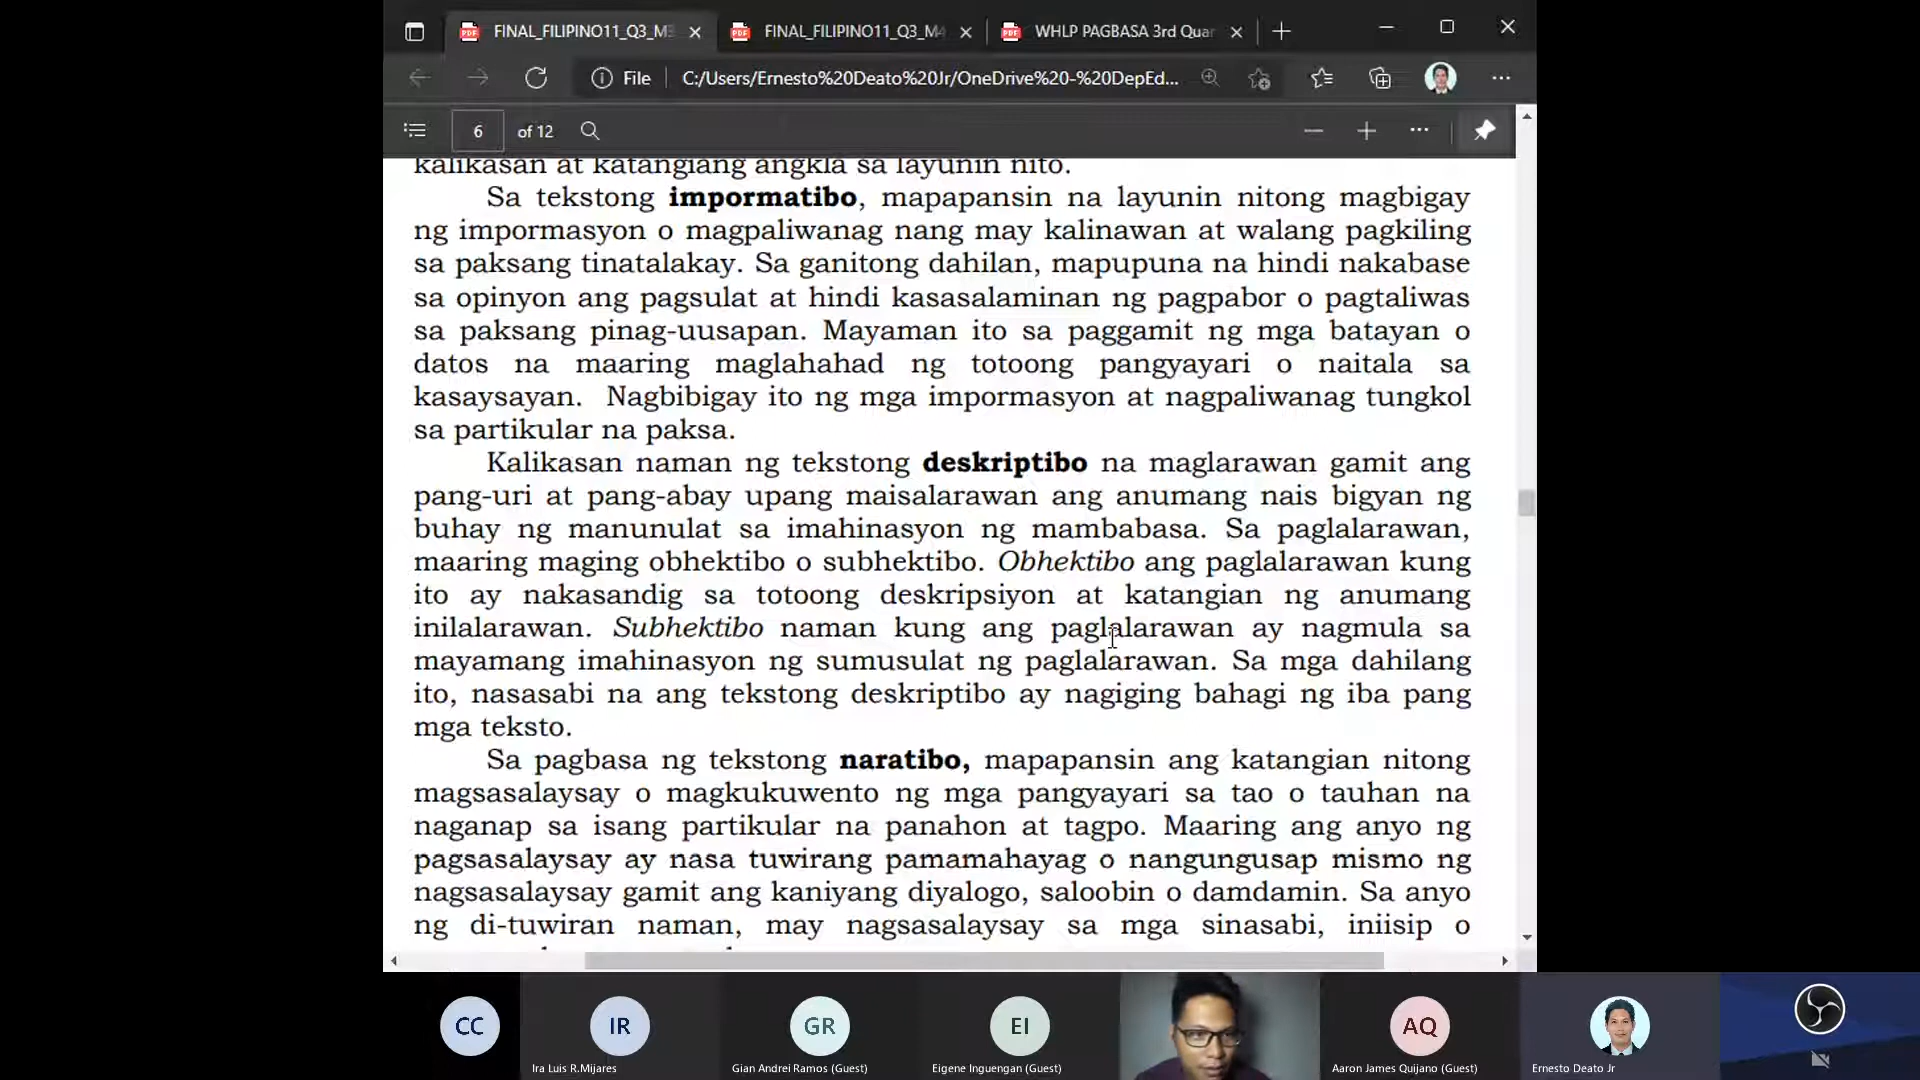 FINAL_FILIPINO11_Q3_M3
FINAL_FILIPINO11_Q3_M4
WHLP PAGBASA 3rd Quar
File
C:/Users/Ernesto%20Deato%20Jr/OneDrive%20-%20DepEd...
6 of 12
kalikasan at katangiang angkla sa layunin nito.
Sa tekstong impormatibo, mapapansin na layunin nitong magbigay
ng impormasyon o magpaliwanag nang may kalinawan at walang pagkiling
sa paksang tinatalakay. Sa ganitong dahilan, mapupuna na hindi nakabase
sa opinyon ang pagsulat at hindi kasasalaminan ng pagpabor o pagtaliwas
sa paksang pinag-uusapan. Mayaman ito sa paggamit ng mga batayan o
datos na maaring maglahahad ng totoong pangyayari o naitala sa
kasaysayan. Nagbibigay ito ng mga impormasyon at nagpaliwanag tungkol
sa partikular na paksa.
Kalikasan naman ng tekstong deskriptibo na maglarawan gamit ang
pang-uri at pang-abay upang maisalarawan ang anumang nais bigyan ng
buhay ng manunulat sa imahinasyon ng mambabasa. Sa paglalarawan,
maaring maging obhektibo o subhektibo. Obhektibo ang paglalarawan kung
ito ay nakasandig sa totoong deskripsiyon at katangian ng anumang
inilalarawan. Subhektibo naman kung ang paglalarawan ay nagmula sa
mayamang imahinasyon ng sumusulat ng paglalarawan. Sa mga dahilang
ito, nasasabi na ang tekstong deskriptibo ay nagiging bahagi ng iba pang
mga teksto.
Sa pagbasa ng tekstong naratibo, mapapansin ang katangian nitong
magsasalaysay o magkukuwento ng mga pangyayari sa tao o tauhan na
naganap sa isang partikular na panahon at tagpo. Maaring ang anyo ng
pagsasalaysay ay nasa tuwirang pamamahayag o nangungusap mismo ng
nagsasalaysay gamit ang kaniyang diyalogo, saloobin o damdamin. Sa anyo
ng di-tuwiran naman, may nagsasalaysay sa mga sinasabi, iniisip o
CC
IR
GR
EI
AQ
Ira Luis R.Mijares
Gian Andrei Ramos (Guest)
Eigene Inguengan (Guest)
Aaron James Quijano (Guest)
Ernesto Deato Jr